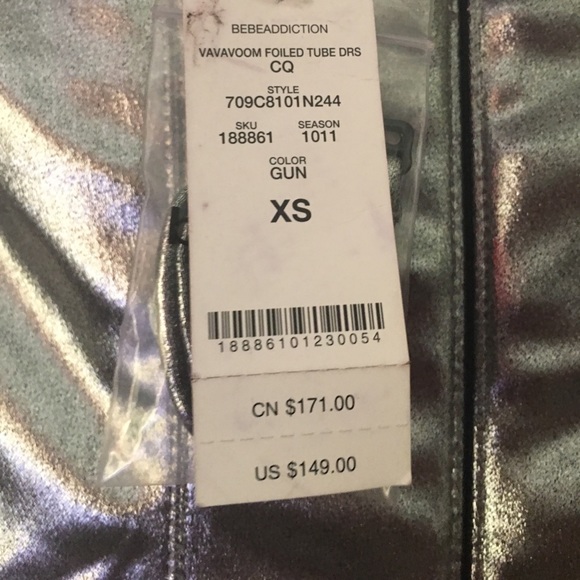 BEBEADDICTION
VAVAVOOM FOILED TUBE DRS
CQ
STYLE
709C8101N244
SKU SEASON
188861 1011
COLOR
GUN
XS
18886101230054
CN $171.00
US $149.00